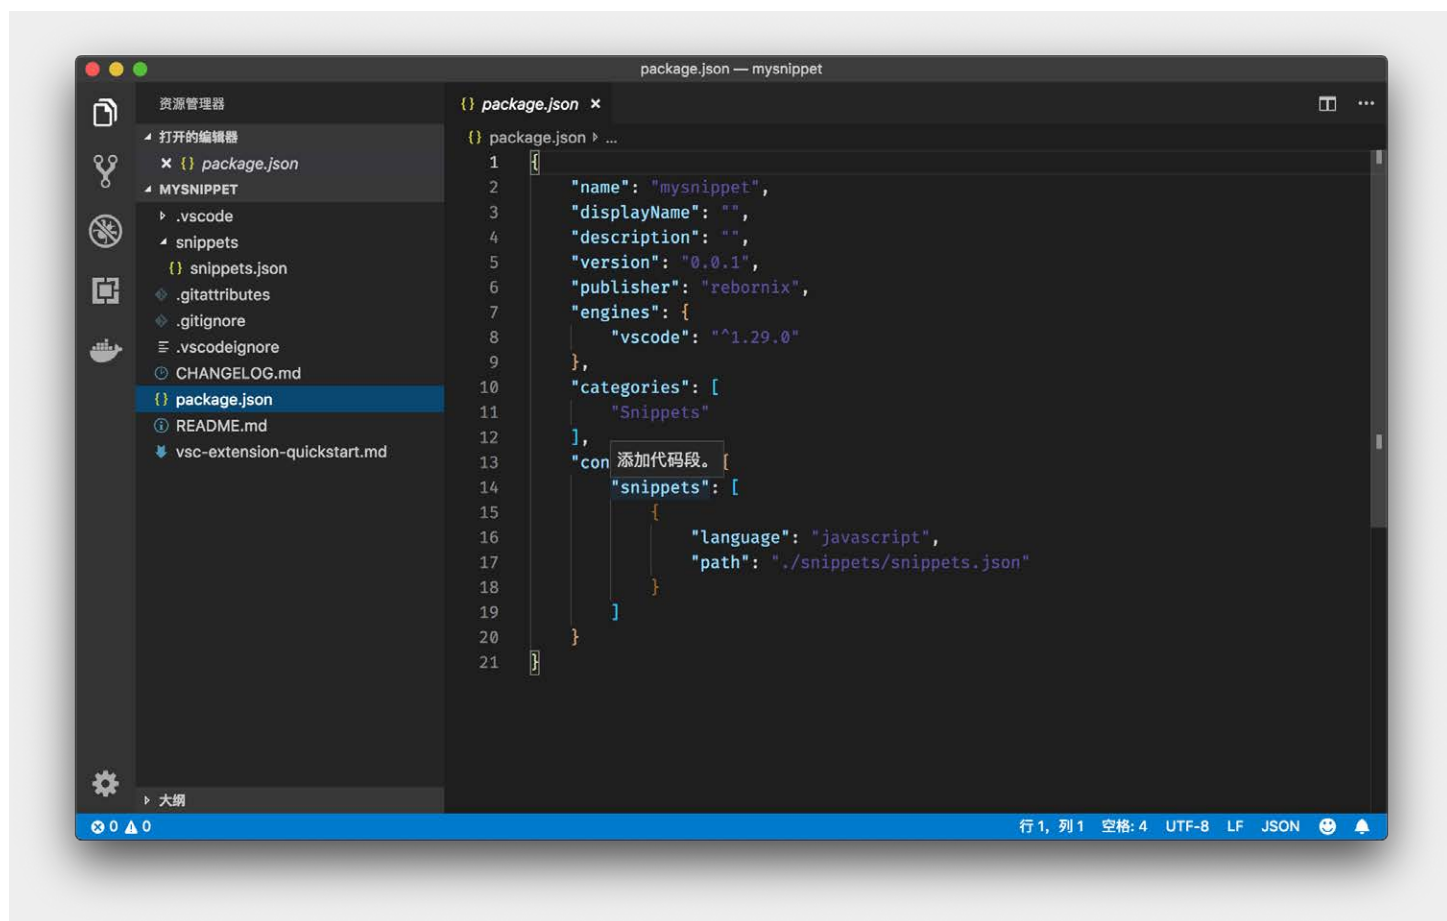 package.json — mysnippet
资源管理器
打开的编辑器
{} package.json
MYSNIPPET
.vscode
snippets
{} snippets.json
.gitattributes
.gitignore
.vscodeignore
CHANGELOG.md
{} package.json
README.md
vsc-extension-quickstart.md
大纲
{} package.json
{} package.json ...
1 {
2 "name": "mysnippet",
3 "displayName": "",
4 "description": "",
5 "version": "0.0.1",
6 "publisher": "rebornix",
7 "engines": {
8 "vscode": "^1.29.0"
9 },
10 "categories": [
11 "Snippets"
12 ],
添加代码段。
13 "con {
14 "snippets": [
15 {
16 "language": "javascript",
17 "path": "./snippets/snippets.json"
18 }
19 ]
20 }
21 }
0 0
行 1，列 1 空格: 4 UTF-8 LF JSON